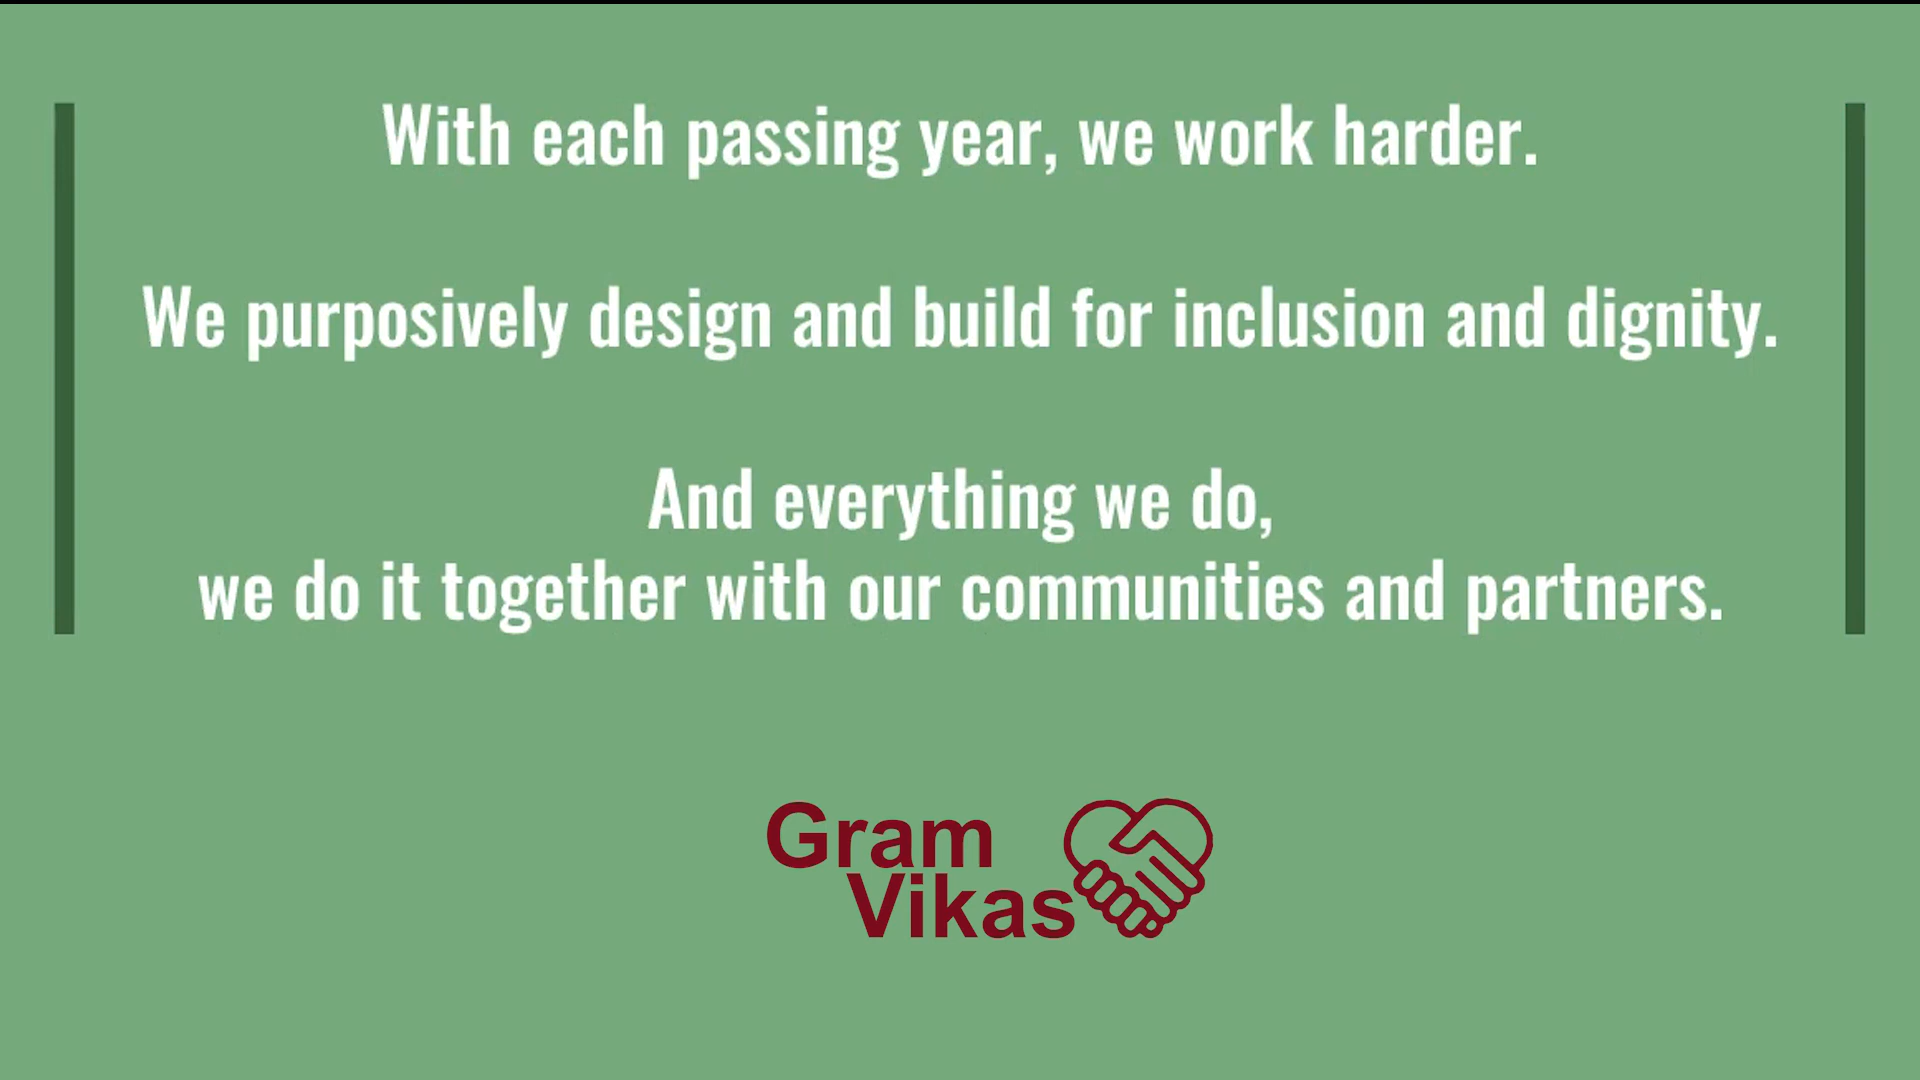 With each passing year, we work harder.
We purposively design and build for inclusion and dignity.
And everything we do,
we do it together with our communities and partners.
Gram
Vikas